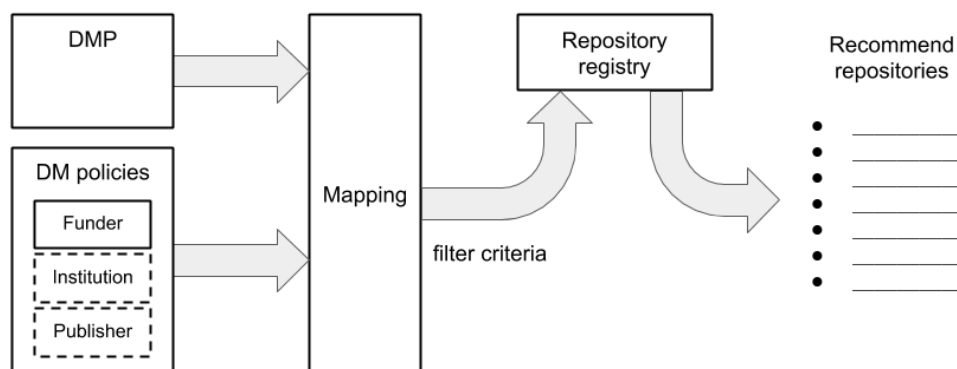 DMP
DM policies
Funder
Institution
Publisher
Mapping
filter criteria
Repository
registry
Recommend
repositories